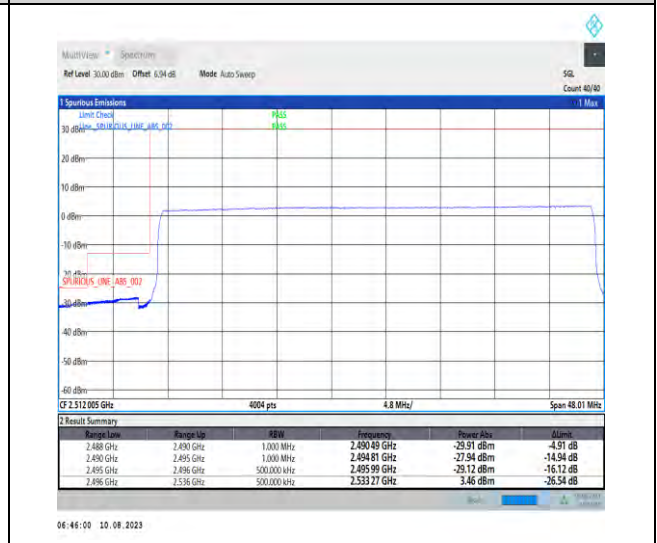 MultiView Spectrum
Ref Level 30.00 dBm Offset 6.94 dB Mode Auto Sweep SGL
Count 40/40
1 Spurious Emissions 1 Max
Limit Check PASS
Line_SPURIOUS_LINE_ABS_002 PASS
30 dBm
20 dBm
10 dBm
0 dBm
-10 dBm
-20 dBm
SPURIOUS_LINE_ABS_002
-30 dBm
-40 dBm
-50 dBm
-60 dBm
CF 2.512 005 GHz 4004 pts 4.8 MHz/ Span 48.01 MHz
2 Result Summary
Range Low Range Up RBW Frequency Power Abs ΔLimit
2.488 GHz 2.490 GHz 1.000 MHz 2.490 49 GHz -29.91 dBm -4.91 dB
2.490 GHz 2.495 GHz 1.000 MHz 2.494 81 GHz -27.94 dBm -14.94 dB
2.495 GHz 2.496 GHz 500.000 kHz 2.495 99 GHz -29.12 dBm -16.12 dB
2.496 GHz 2.536 GHz 500.000 kHz 2.533 27 GHz 3.46 dBm -26.54 dB
06:46:00 10.08.2023